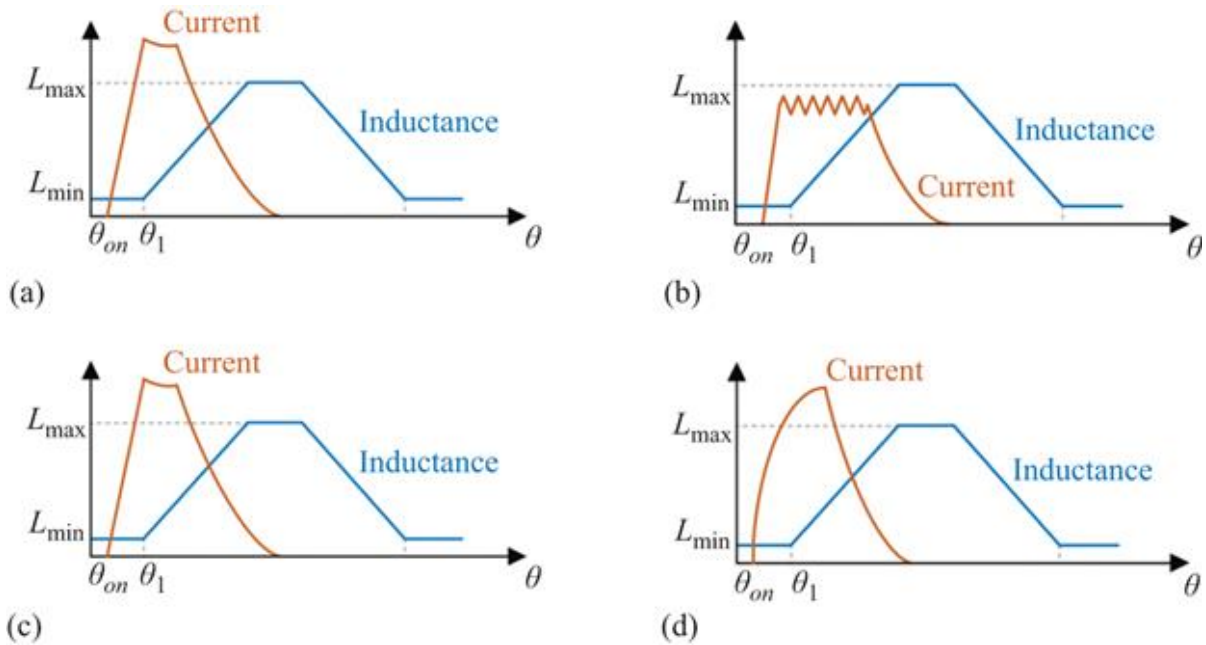 Current
L_max
Inductance
L_min
θ_on θ_1
θ
(a)
L_max
Inductance
Current
L_min
θ_on θ_1
θ
(b)
Current
L_max
Inductance
L_min
θ_on θ_1
θ
(c)
Current
L_max
Inductance
L_min
θ_on θ_1
θ
(d)